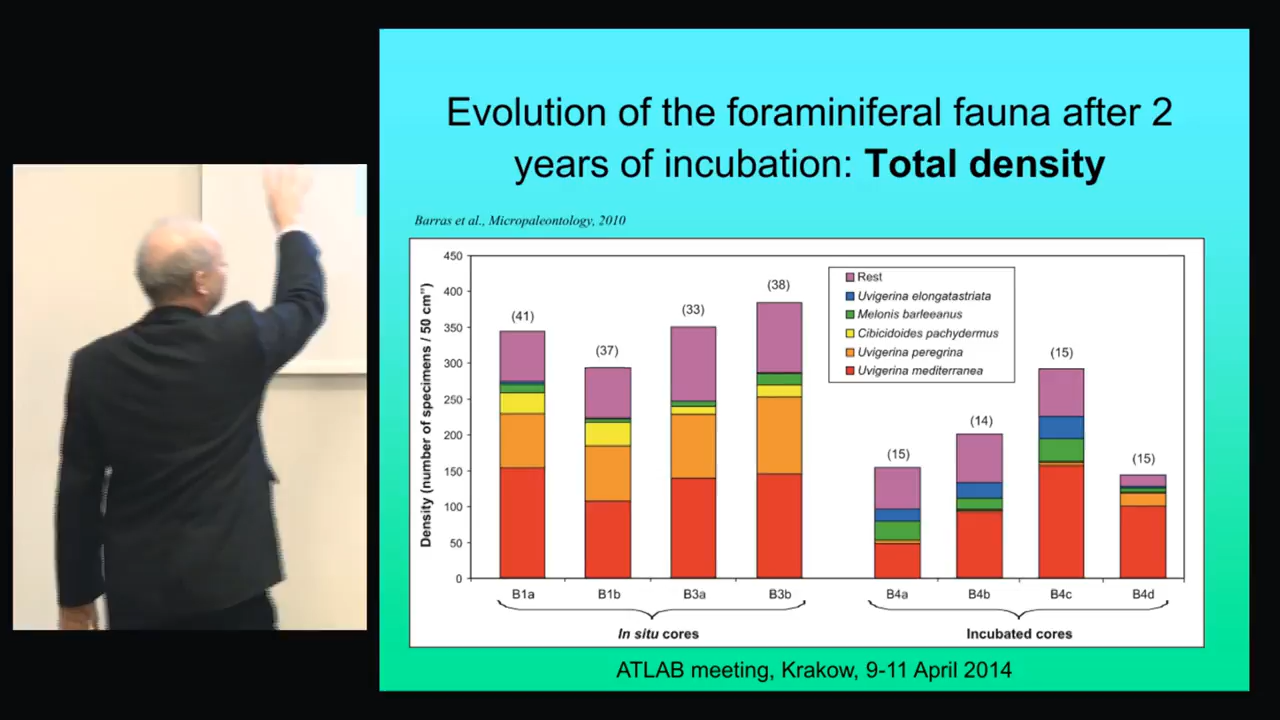 Evolution of the foraminiferal fauna after 2
years of incubation: Total density
Barras et al., Micropaleontology, 2010
Density (number of specimens / 50 cm²)
450
400
350
300
250
200
150
100
50
0
(41)
(37)
(33)
(38)
(15)
(14)
(15)
(15)
Rest
Uvigerina elongatastriata
Melonis barleeanus
Cibicidoides pachydermus
Uvigerina peregrina
Uvigerina mediterranea
B1a B1b B3a B3b B4a B4b B4c B4d
In situ cores
Incubated cores
ATLAB meeting, Krakow, 9-11 April 2014